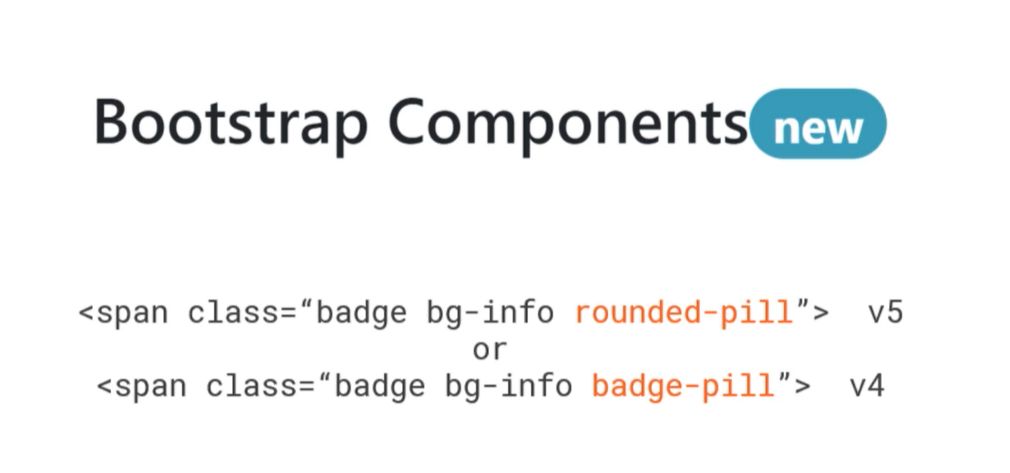 Bootstrap Components new
<span class=“badge bg-info rounded-pill”> v5
or
<span class=“badge bg-info badge-pill”> v4